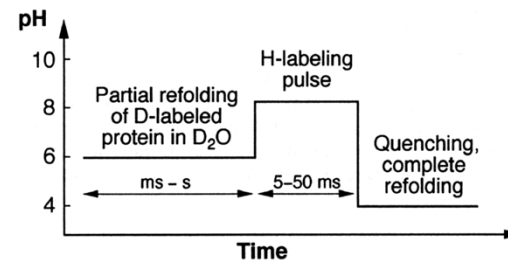 pH
10
8
6
4
Partial refolding
of D-labeled
protein in D₂O
ms – s
H-labeling
pulse
5–50 ms
Quenching,
complete
refolding
Time